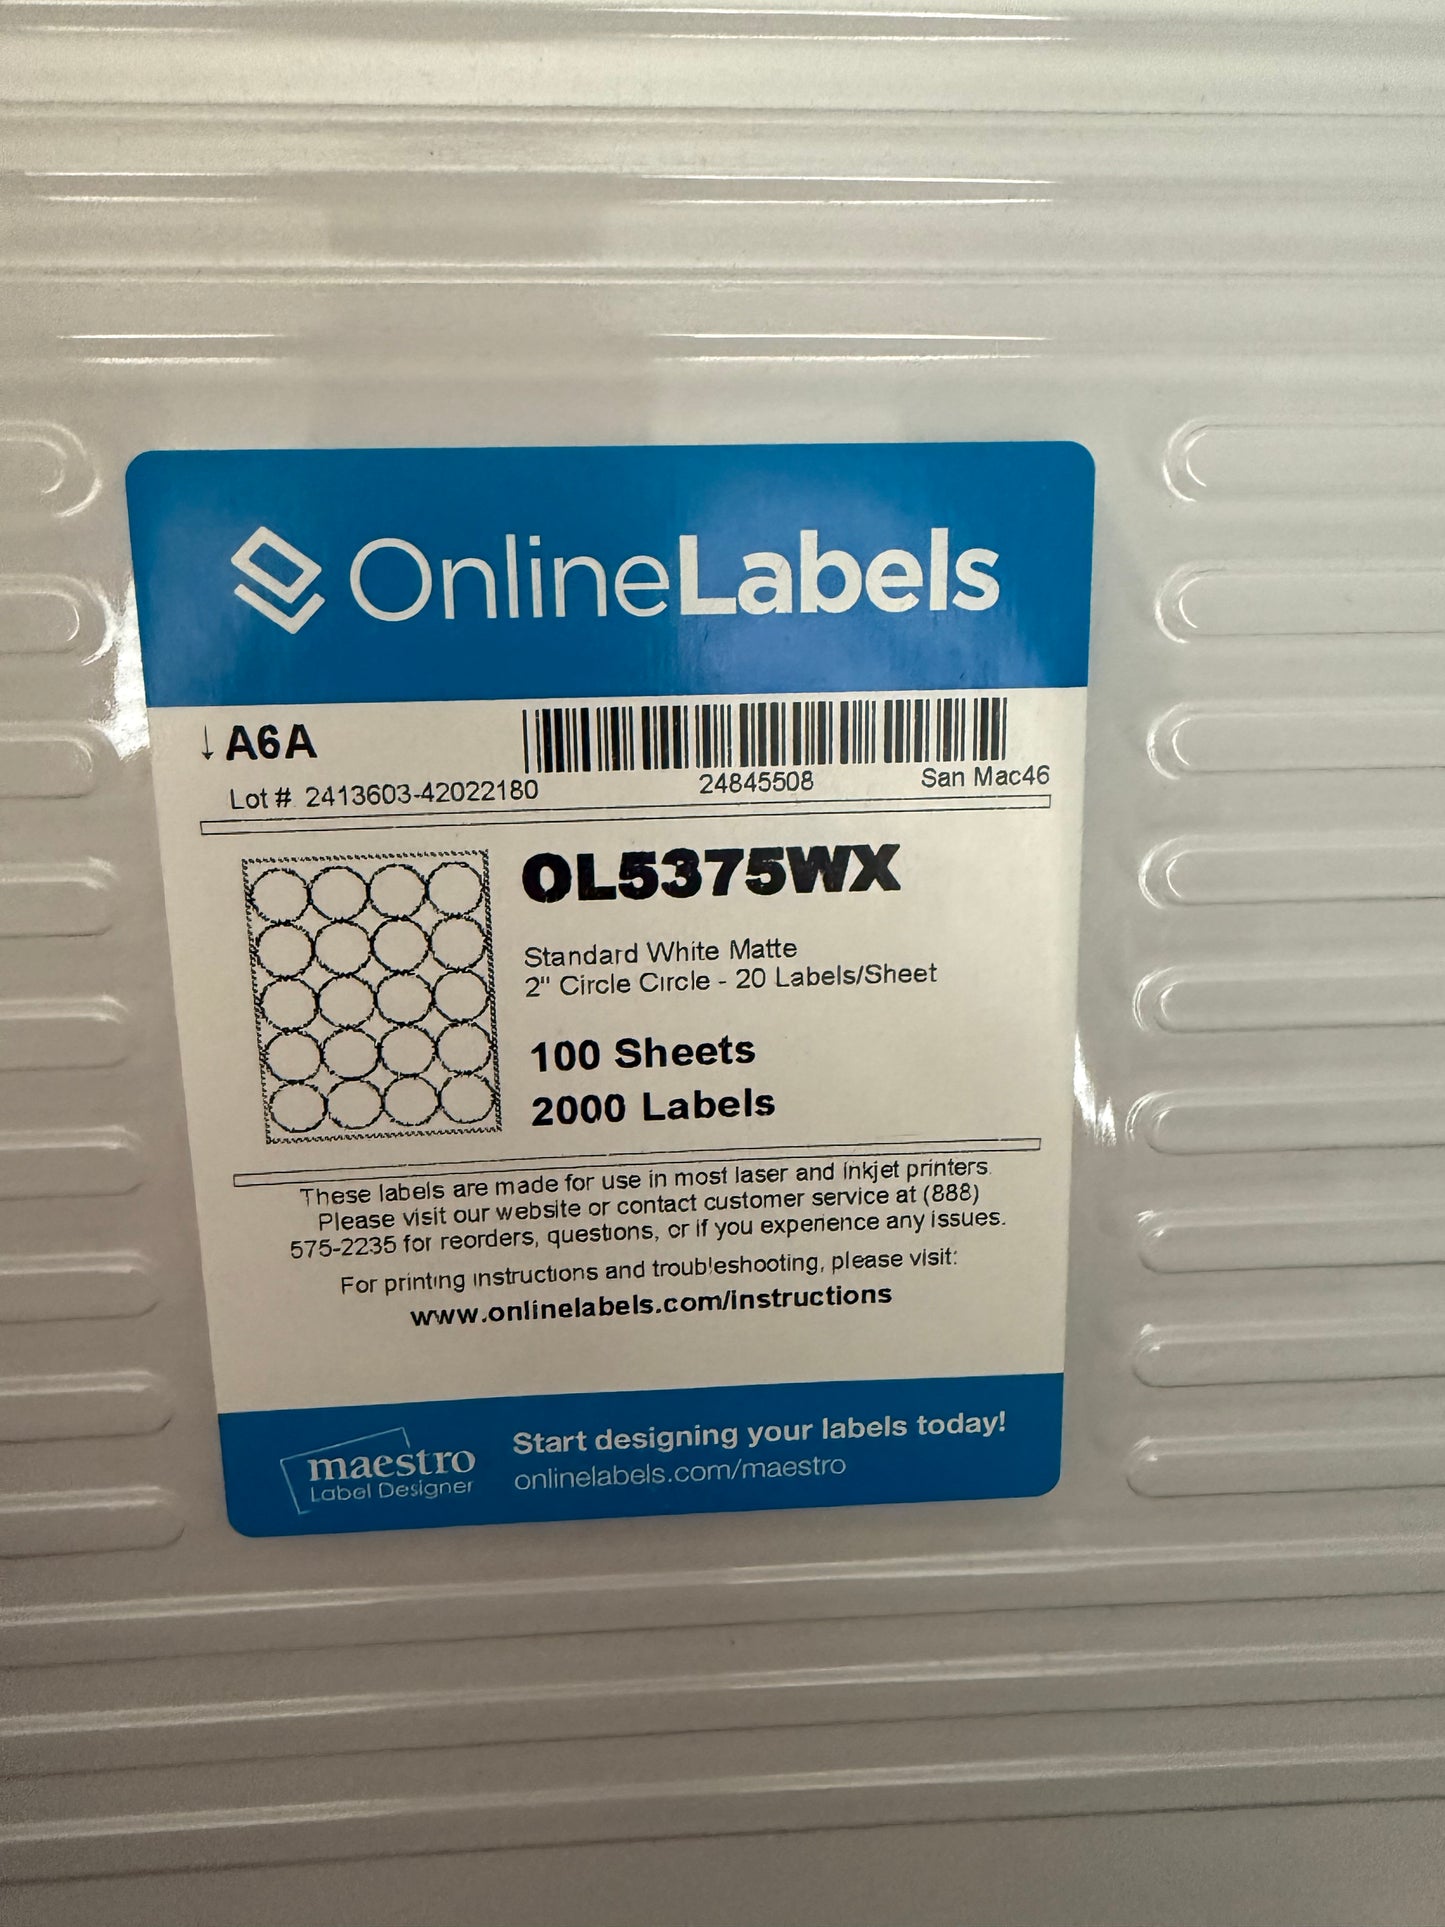 OnlineLabels
↓ A6A
Lot # 2413603-42022180
24845508
San Mac46
OL5375WX
Standard White Matte
2" Circle Circle - 20 Labels/Sheet
100 Sheets
2000 Labels
These labels are made for use in most laser and inkjet printers.
Please visit our website or contact customer service at (888)
575-2235 for reorders, questions, or if you experience any issues.
For printing instructions and troubleshooting, please visit:
www.onlinelabels.com/instructions
maestro
Label Designer
Start designing your labels today!
onlinelabels.com/maestro